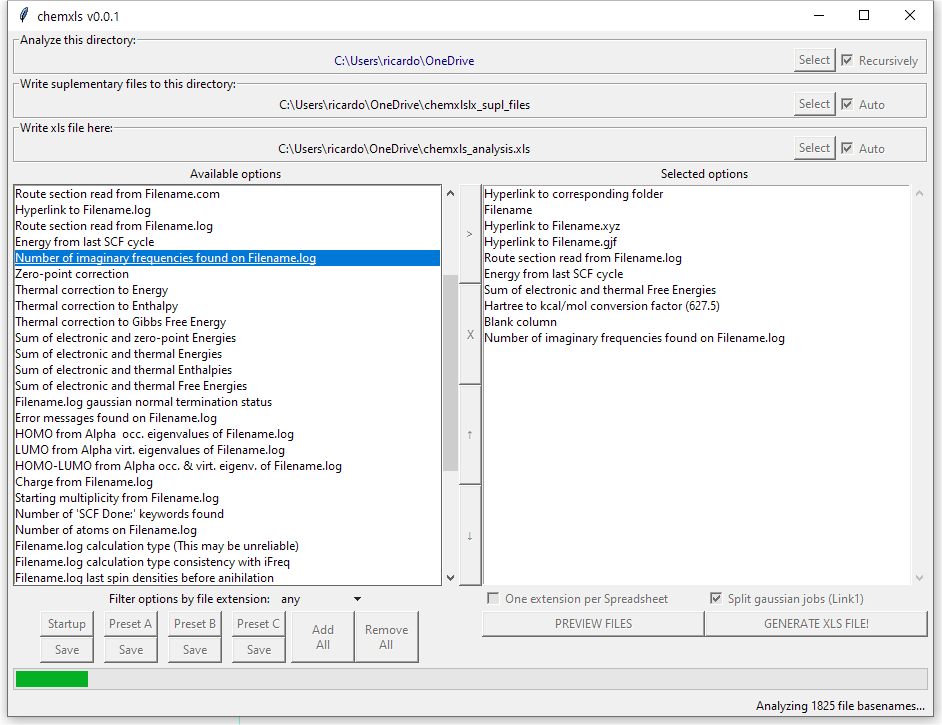 chemxls v0.0.1
Analyze this directory:
C:\Users\ricardo\OneDrive
Select
Recursively
Write suplementary files to this directory:
C:\Users\ricardo\OneDrive\chemxlslx_supl_files
Select
Auto
Write xls file here:
C:\Users\ricardo\OneDrive\chemxls_analysis.xls
Select
Auto
Available options
Route section read from Filename.com
Hyperlink to Filename.log
Route section read from Filename.log
Energy from last SCF cycle
Number of imaginary frequencies found on Filename.log
Zero-point correction
Thermal correction to Energy
Thermal correction to Enthalpy
Thermal correction to Gibbs Free Energy
Sum of electronic and zero-point Energies
Sum of electronic and thermal Energies
Sum of electronic and thermal Enthalpies
Sum of electronic and thermal Free Energies
Filename.log gaussian normal termination status
Error messages found on Filename.log
HOMO from Alpha  occ. eigenvalues of Filename.log
LUMO from Alpha virt. eigenvalues of Filename.log
HOMO-LUMO from Alpha occ. & virt. eigenv. of Filename.log
Charge from Filename.log
Starting multiplicity from Filename.log
Number of 'SCF Done:' keywords found
Number of atoms on Filename.log
Filename.log calculation type (This may be unreliable)
Filename.log calculation type consistency with iFreq
Filename.log last spin densities before anihilation
>
X
↑
↓
Selected options
Hyperlink to corresponding folder
Filename
Hyperlink to Filename.xyz
Hyperlink to Filename.gjf
Route section read from Filename.log
Energy from last SCF cycle
Sum of electronic and thermal Free Energies
Hartree to kcal/mol conversion factor (627.5)
Blank column
Number of imaginary frequencies found on Filename.log
Filter options by file extension: any
One extension per Spreadsheet
Split gaussian jobs (Link1)
Startup
Preset A
Preset B
Preset C
Save
Save
Save
Save
Add
All
Remove
All
PREVIEW FILES
GENERATE XLS FILE!
Analyzing 1825 file basenames...